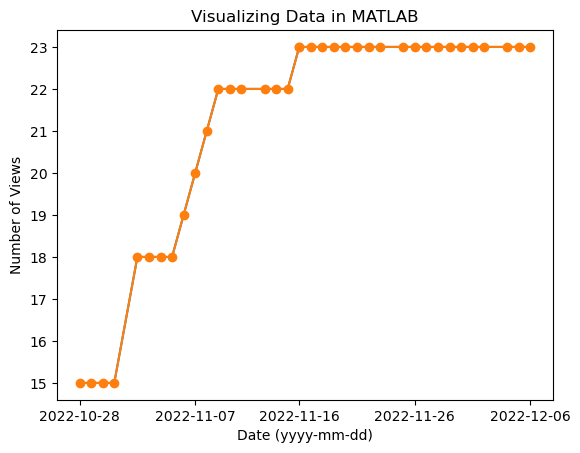 Visualizing Data in MATLAB
Number of Views
23
22
21
20
19
18
17
16
15
2022-10-28 2022-11-07 2022-11-16 2022-11-26 2022-12-06
Date (yyyy-mm-dd)